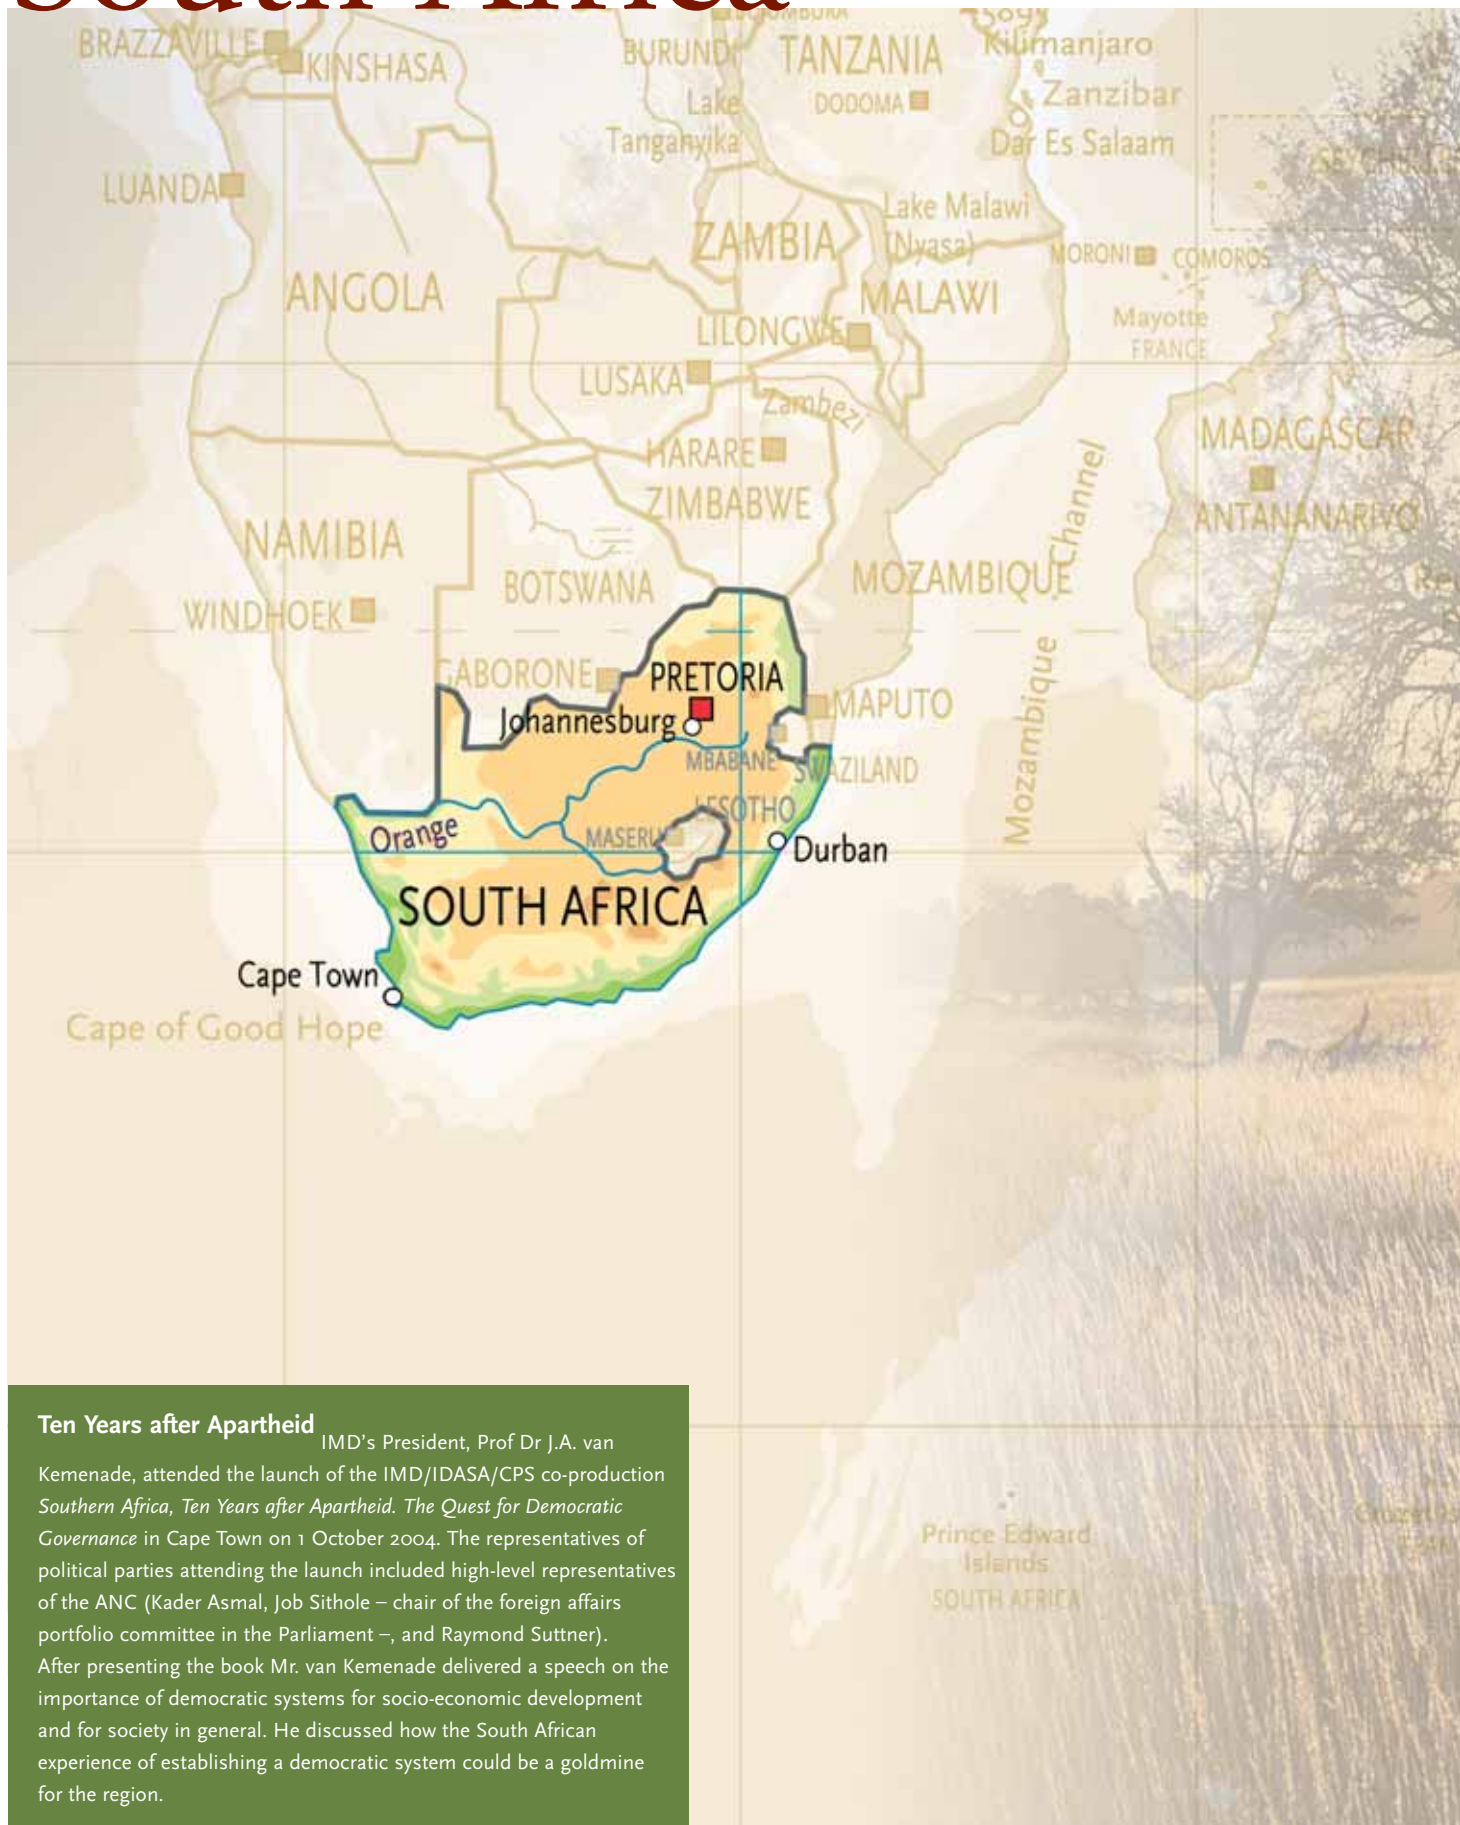 South Africa
BRAZZAVILLE
KINSHASA
BURUNDI
TANZANIA
Kilimanjaro
Lake
Tanganyika
DODOMA
Zanzibar
Dar Es Salaam
LUANDA
Lake Malawi
(Nyasa)
ZAMBIA
MORONI
COMOROS
ANGOLA
MALAWI
Mayotte
FRANCE
LILONGWE
LUSAKA
Zambezi
HARARE
MADAGASCAR
ZIMBABWE
ANTANANARIVO
NAMIBIA
BOTSWANA
MOZAMBIQUE
Mozambique Channel
WINDHOEK
GABORONE
PRETORIA
Johannesburg
MAPUTO
MBABANE
SWAZILAND
LESOTHO
Orange
MASERU
Durban
SOUTH AFRICA
Cape Town
Cape of Good Hope
Prince Edward
Islands
SOUTH AFRICA
Ten Years after Apartheid
IMD's President, Prof Dr J.A. van
Kemenade, attended the launch of the IMD/IDASA/CPS co-production
Southern Africa, Ten Years after Apartheid. The Quest for Democratic
Governance in Cape Town on 1 October 2004. The representatives of
political parties attending the launch included high-level representatives
of the ANC (Kader Asmal, Job Sithole – chair of the foreign affairs
portfolio committee in the Parliament –, and Raymond Suttner).
After presenting the book Mr. van Kemenade delivered a speech on the
importance of democratic systems for socio-economic development
and for society in general. He discussed how the South African
experience of establishing a democratic system could be a goldmine
for the region.